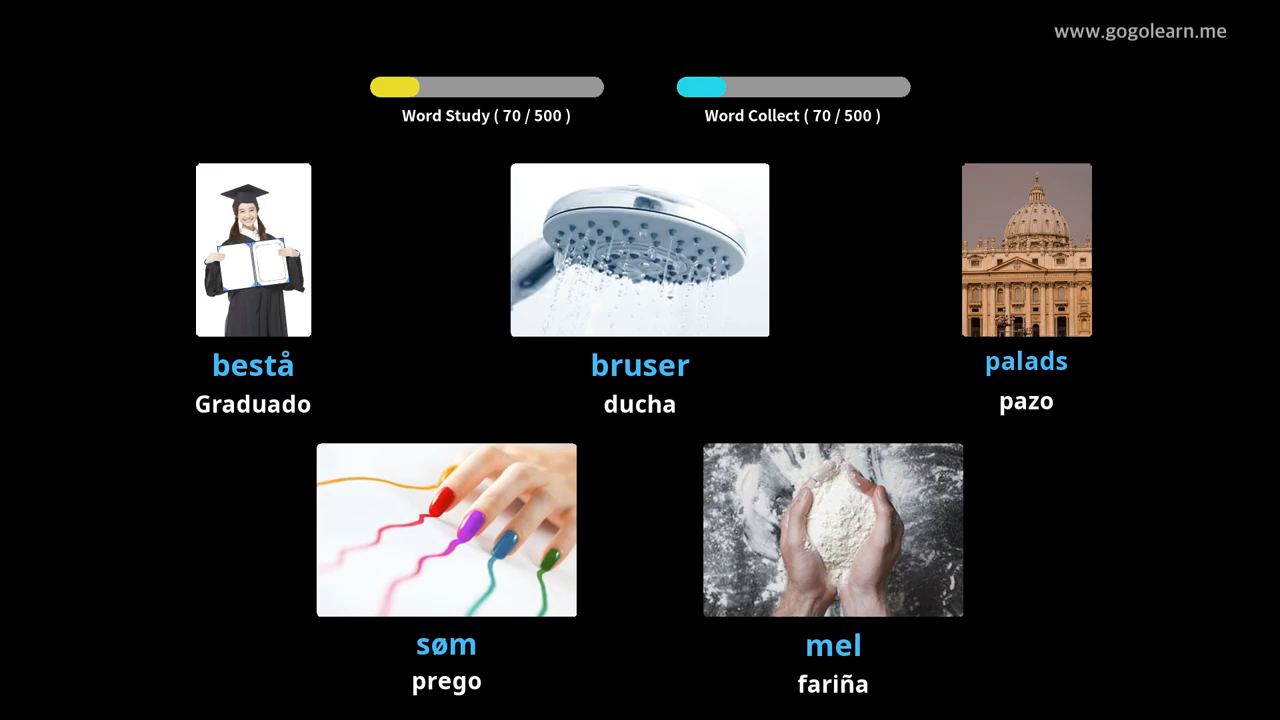 www.gogolearn.me
Word Study ( 70 / 500 )
Word Collect ( 70 / 500 )
bestå
Graduado
bruser
ducha
palads
pazo
søm
prego
mel
fariña